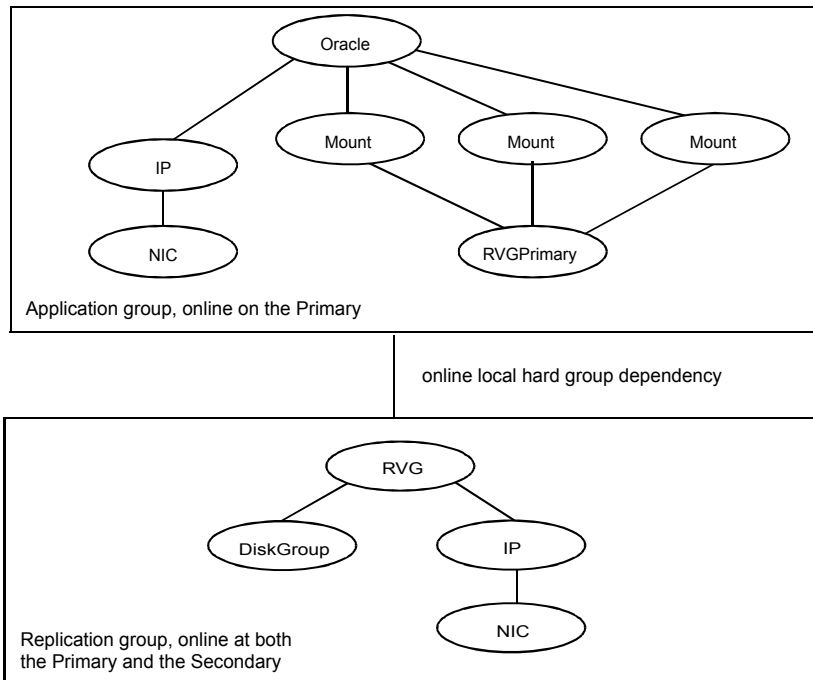 Oracle
Mount
Mount
Mount
IP
NIC
RVGPrimary
Application group, online on the Primary
online local hard group dependency
RVG
DiskGroup
IP
NIC
Replication group, online at both
the Primary and the Secondary